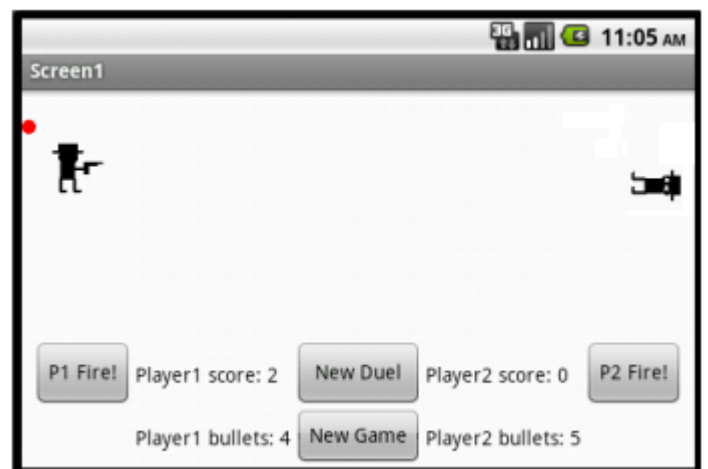 3G 11:05 AM
Screen1
P1 Fire! Player1 score: 2 New Duel Player2 score: 0 P2 Fire!
Player1 bullets: 4 New Game Player2 bullets: 5